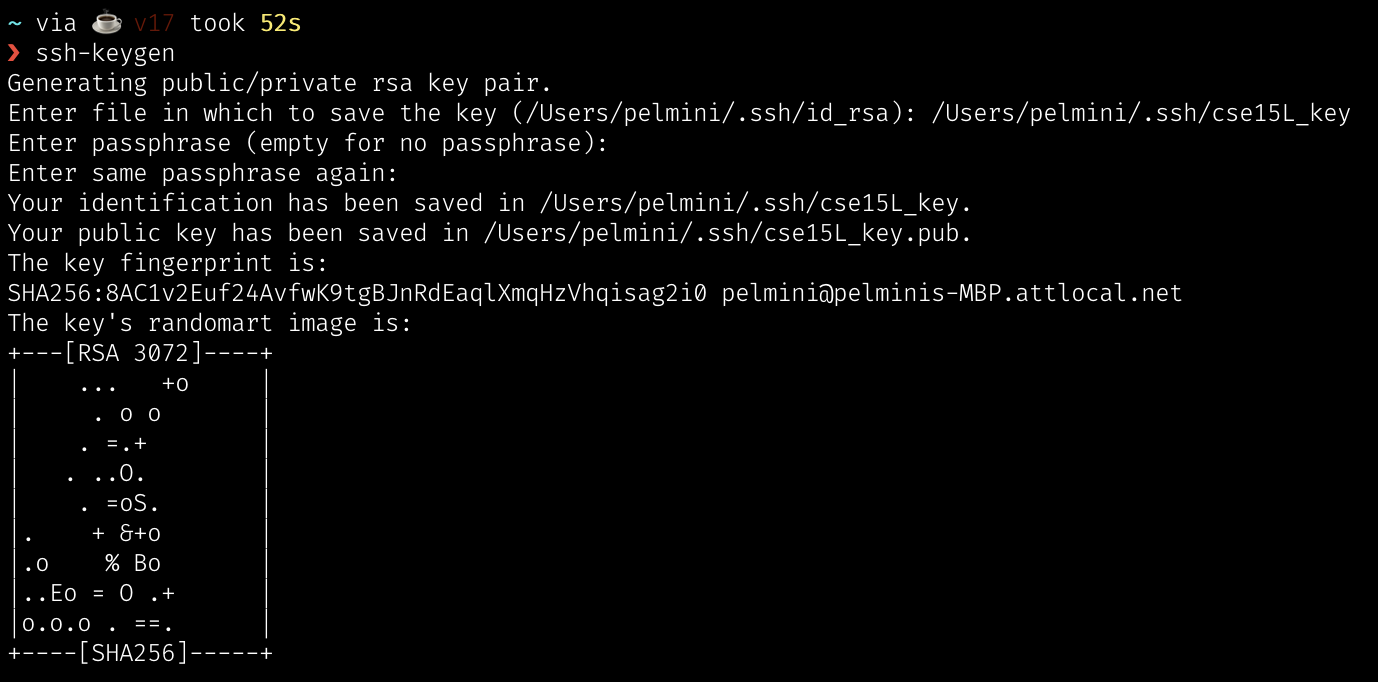 ~ via ☕ v17 took 52s
❯ ssh-keygen
Generating public/private rsa key pair.
Enter file in which to save the key (/Users/pelmini/.ssh/id_rsa): /Users/pelmini/.ssh/cse15L_key
Enter passphrase (empty for no passphrase):
Enter same passphrase again:
Your identification has been saved in /Users/pelmini/.ssh/cse15L_key.
Your public key has been saved in /Users/pelmini/.ssh/cse15L_key.pub.
The key fingerprint is:
SHA256:8AC1v2Euf24AvfwK9tgBJnRdEaqlXmqHzVhqisag2i0 pelmini@pelminis-MBP.attlocal.net
The key's randomart image is:
+---[RSA 3072]----+
|    ...   +o     |
|     . o o       |
|    . =.+        |
|   . ..O.        |
|    . =oS.       |
|.    + &+o       |
|.o    % Bo       |
|..Eo = O .+      |
|o.o.o . ==.      |
+----[SHA256]-----+